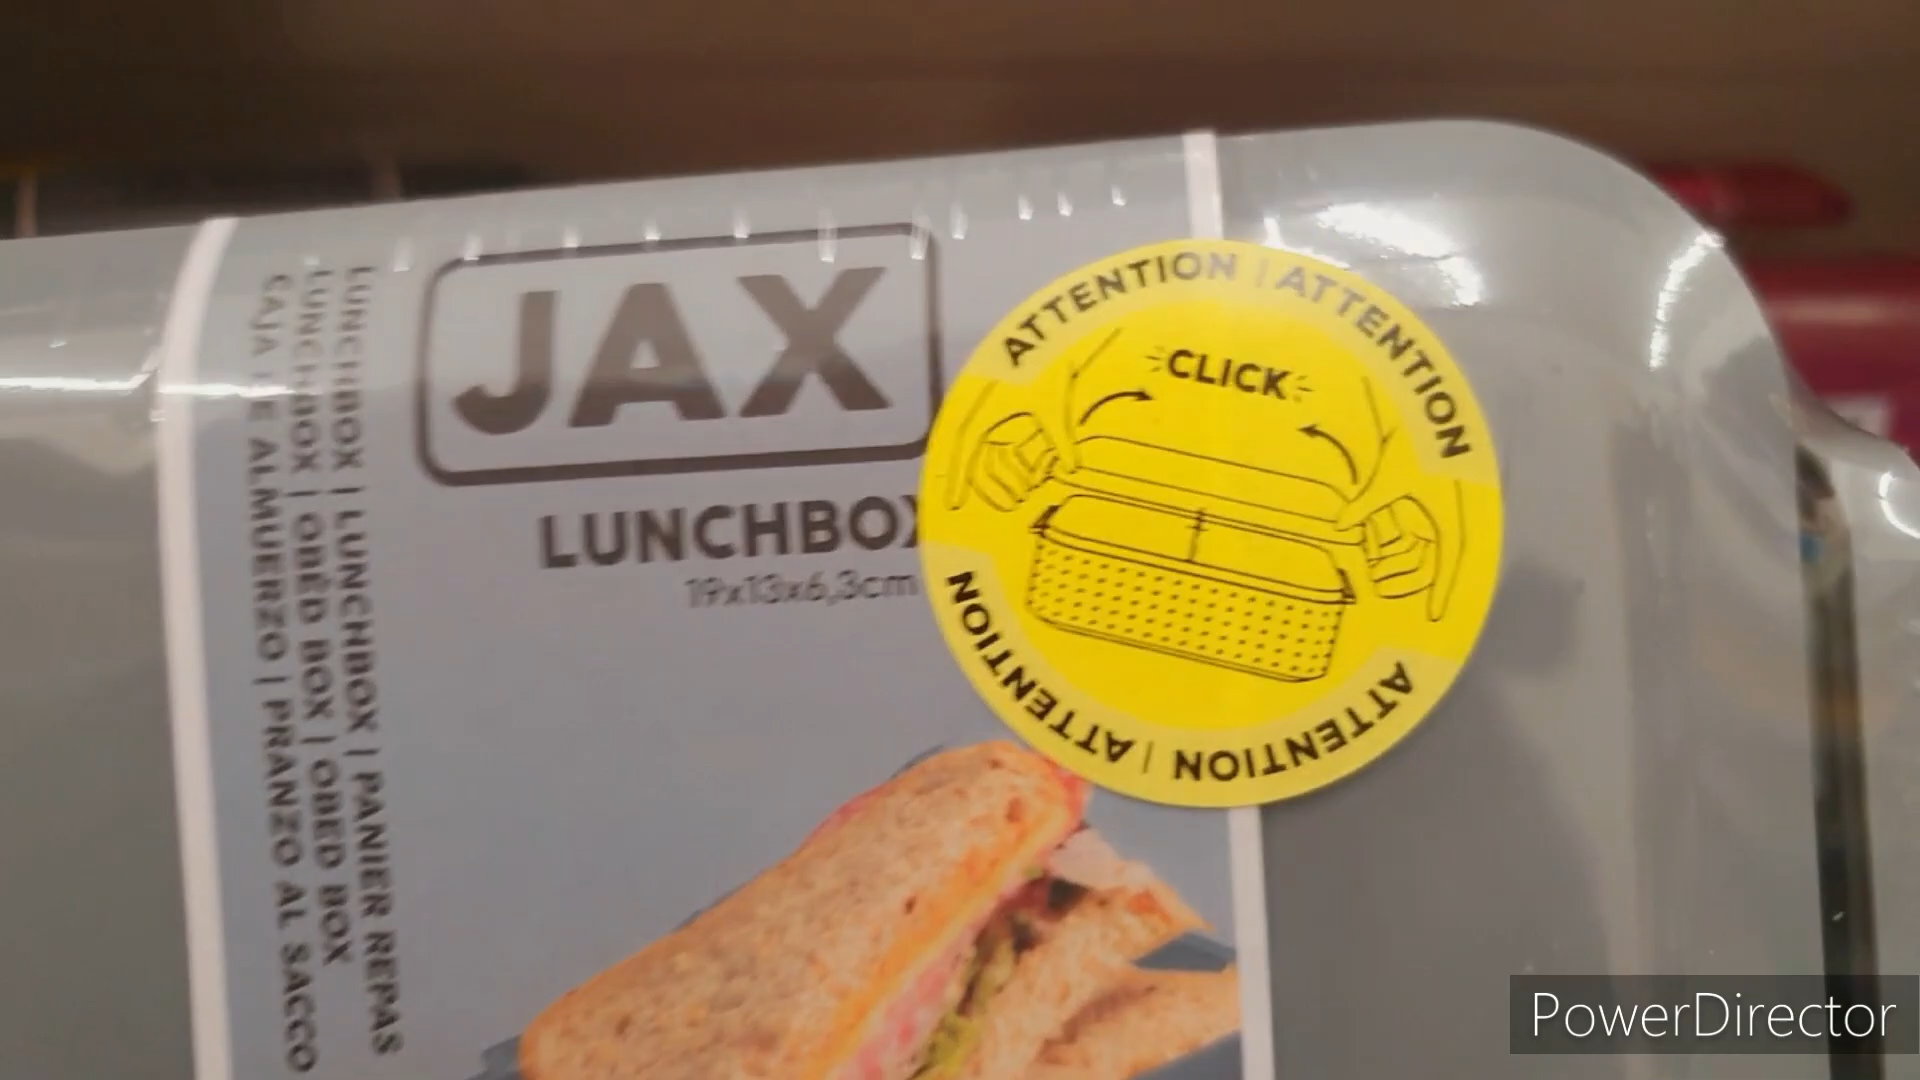 JAX
LUNCHBOX
19x13x6,3cm
LUNCHBOX | LUNCHBOX | PANIER REPAS
LUNCHBOX | OBĚD BOX | OBED BOX
CAJA DE ALMUERZO | PRANZO AL SACCO
ATTENTION | ATTENTION
CLICK
ATTENTION | ATTENTION
PowerDirector